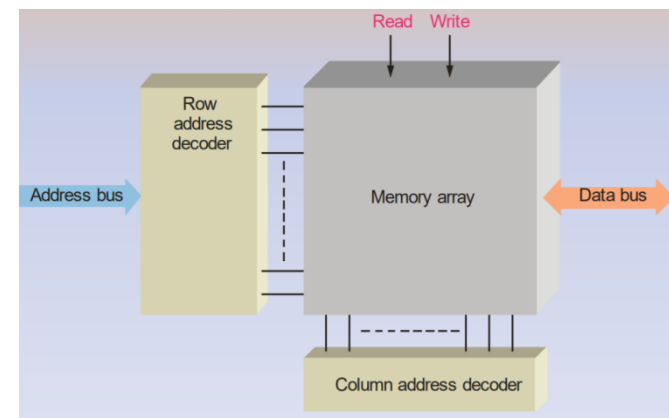 Read Write
Row
address
decoder
Address bus
Memory array
Data bus
Column address decoder